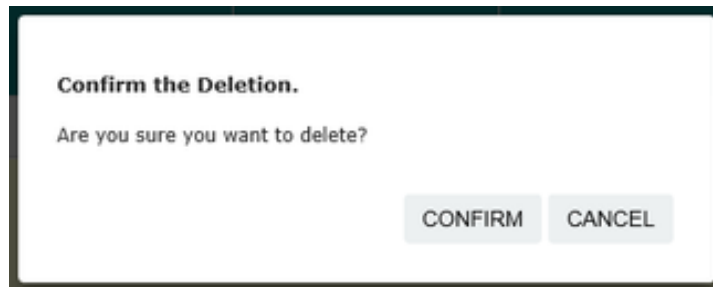 Confirm the Deletion.
Are you sure you want to delete?
CONFIRM CANCEL